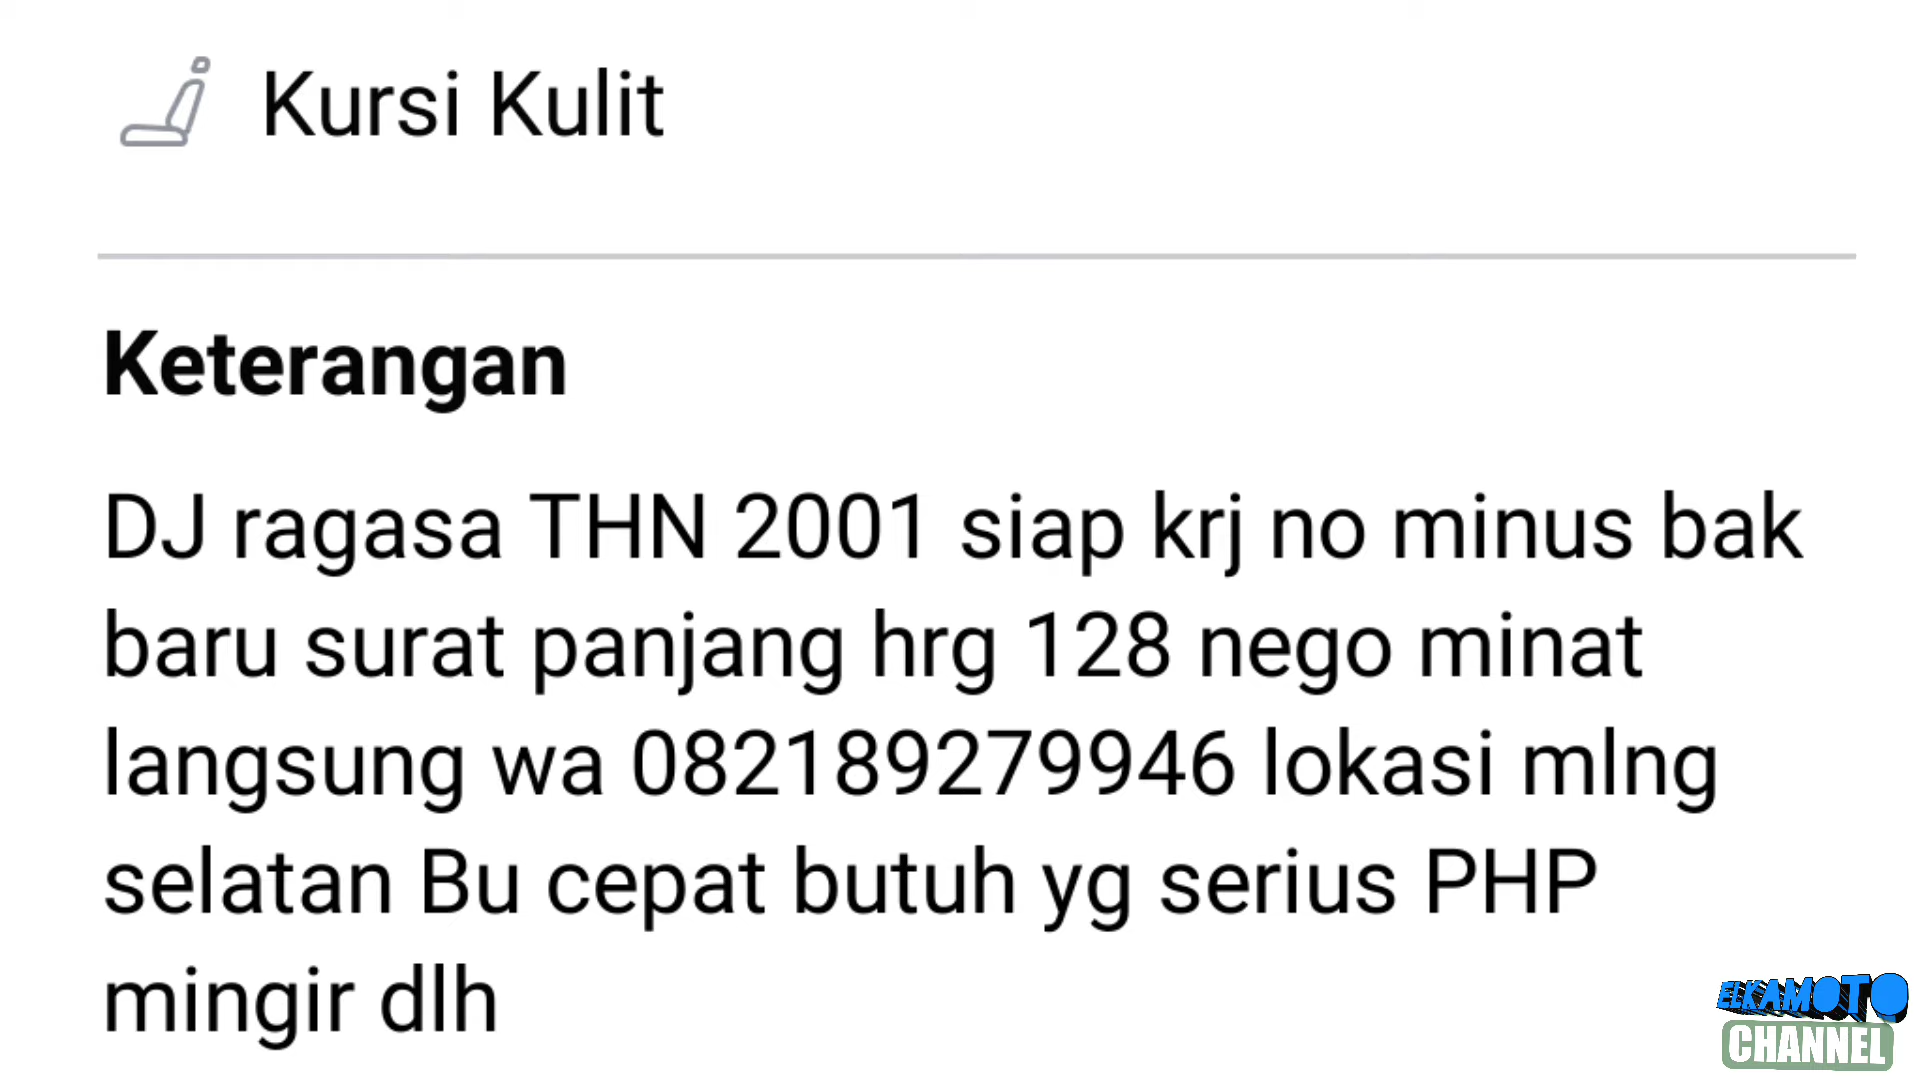 Kursi Kulit
Keterangan
DJ ragasa THN 2001 siap krj no minus bak
baru surat panjang hrg 128 nego minat
langsung wa 082189279946 lokasi mlng
selatan Bu cepat butuh yg serius PHP
mingir dlh
ELKAMOTO
CHANNEL